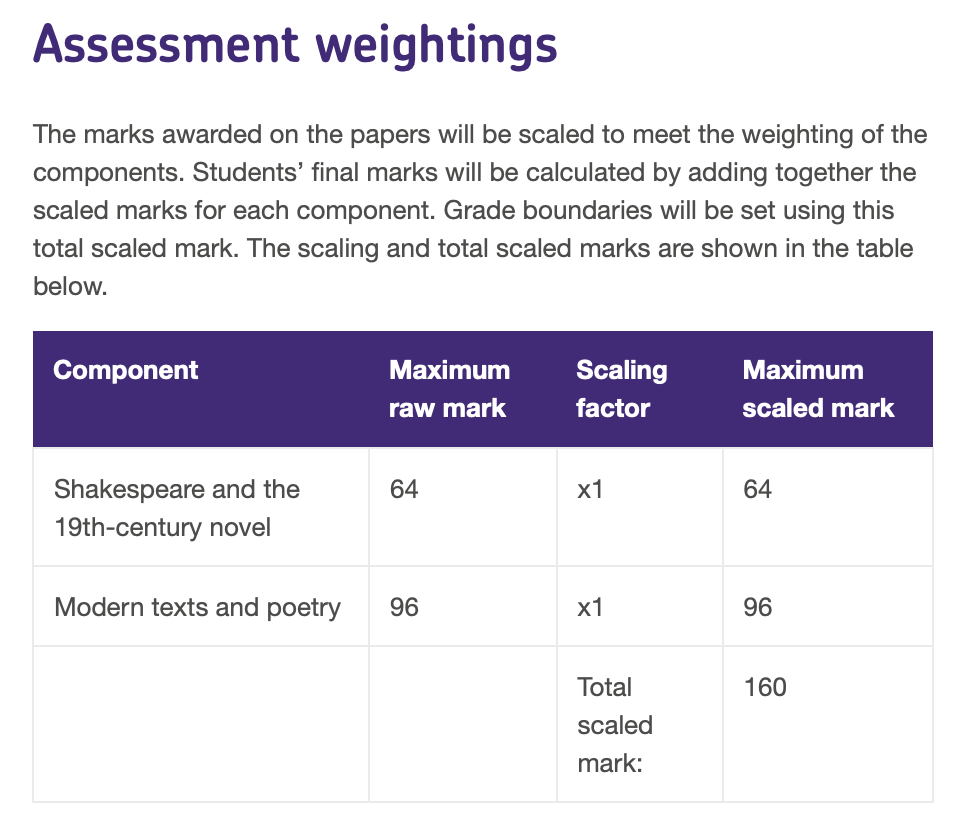 Assessment weightings
The marks awarded on the papers will be scaled to meet the weighting of the
components. Students’ final marks will be calculated by adding together the
scaled marks for each component. Grade boundaries will be set using this
total scaled mark. The scaling and total scaled marks are shown in the table
below.
Component Maximum raw mark Scaling factor Maximum scaled mark
Shakespeare and the 19th-century novel 64 x1 64
Modern texts and poetry 96 x1 96
Total scaled mark: 160